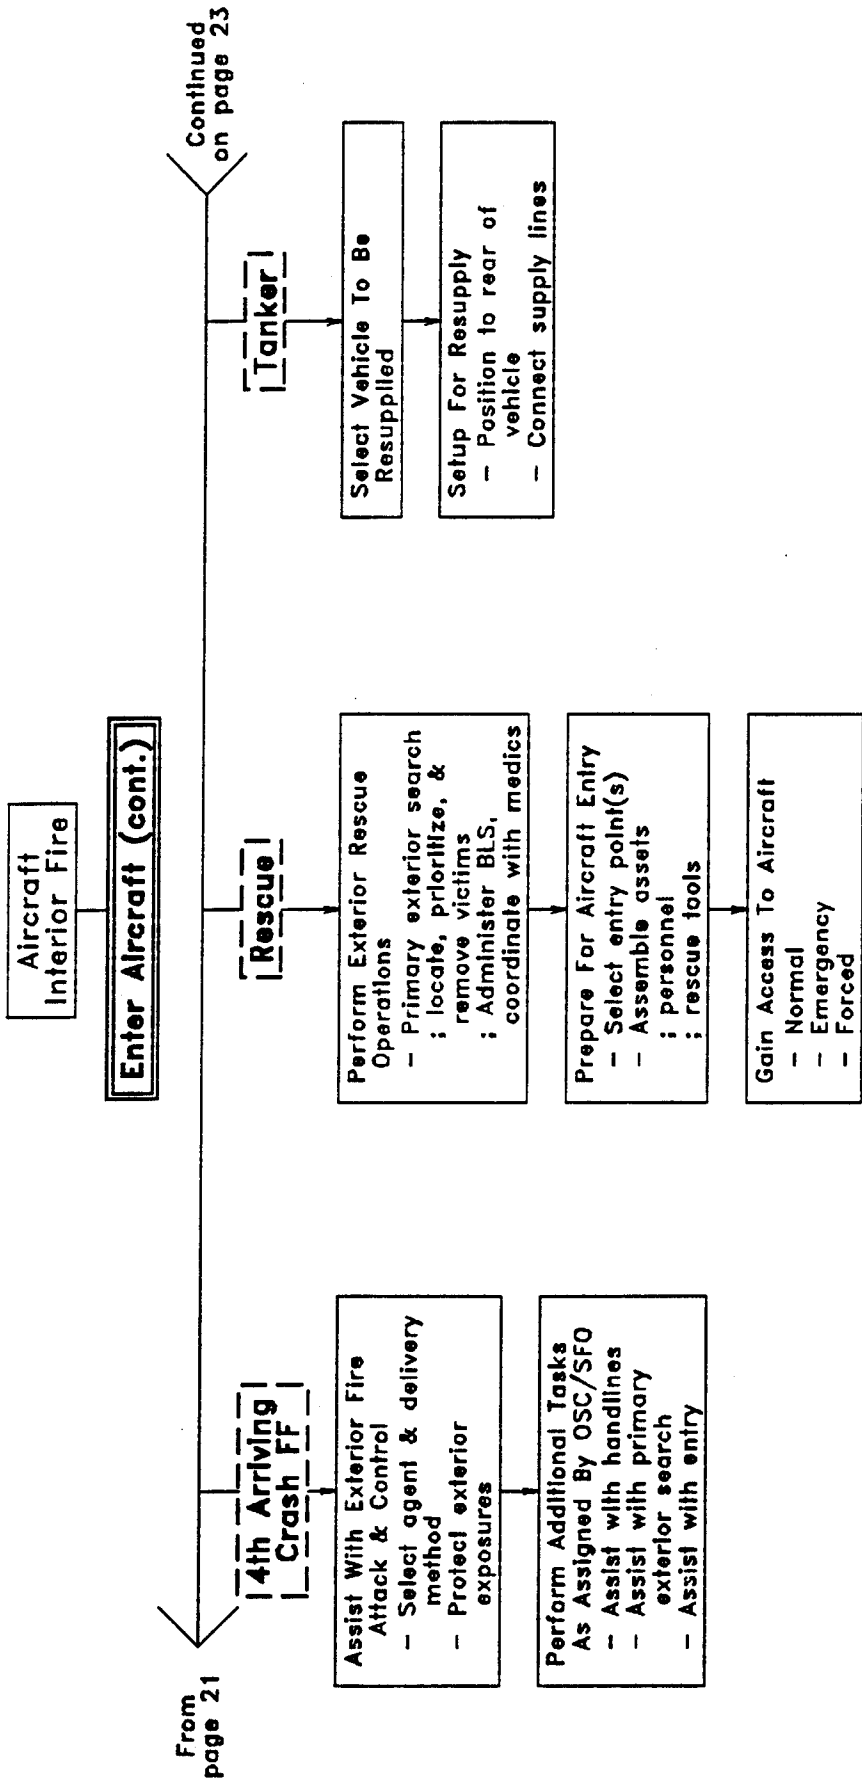 Aircraft
Interior Fire
Enter Aircraft (cont.)
From
page 21
Continued
on page 23
4th Arriving
Crash FF
Assist With Exterior Fire
Attack & Control
- Select agent & delivery
method
- Protect exterior
exposures
Perform Additional Tasks
As Assigned By OSC/SFO
- Assist with handlines
- Assist with primary
exterior search
- Assist with entry
Rescue
Perform Exterior Rescue
Operations
- Primary exterior search
; locate, prioritize, &
remove victims
; Administer BLS,
coordinate with medics
Prepare For Aircraft Entry
- Select entry point(s)
- Assemble assets
; personnel
; rescue tools
Gain Access To Aircraft
- Normal
- Emergency
- Forced
Tanker
Select Vehicle To Be
Resupplied
Setup For Resupply
- Position to rear of
vehicle
- Connect supply lines